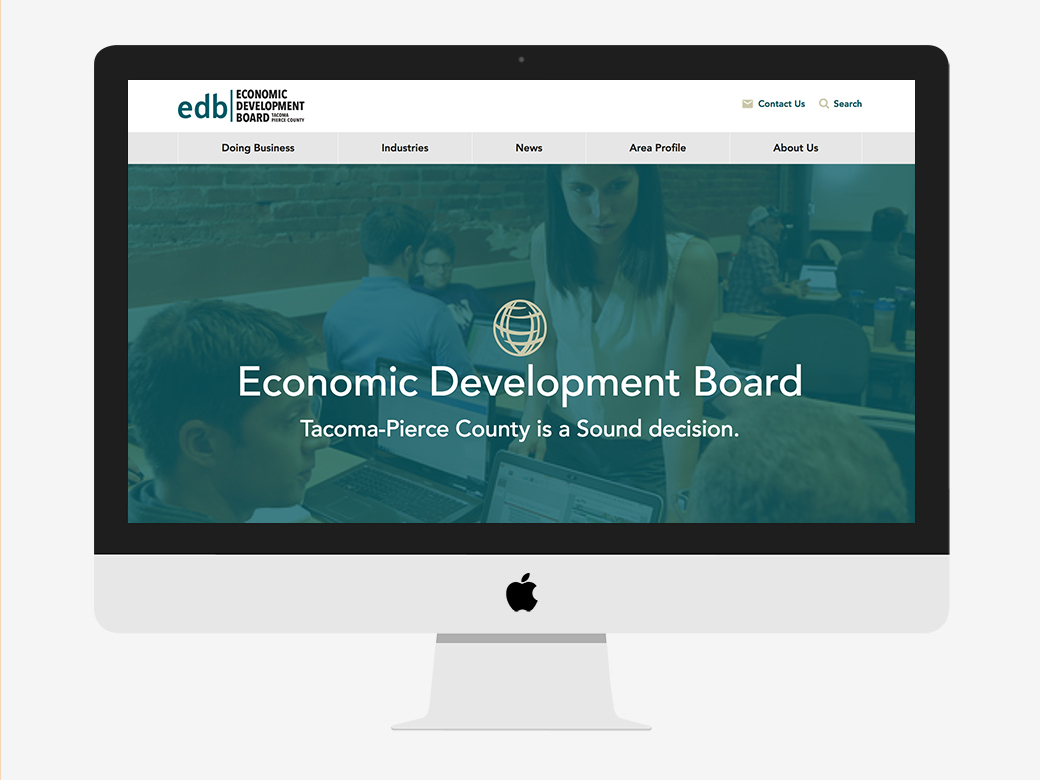 edb
ECONOMIC
DEVELOPMENT
BOARD TACOMA
PIERCE COUNTY
Contact Us
Search
Doing Business
Industries
News
Area Profile
About Us
Economic Development Board
Tacoma-Pierce County is a Sound decision.